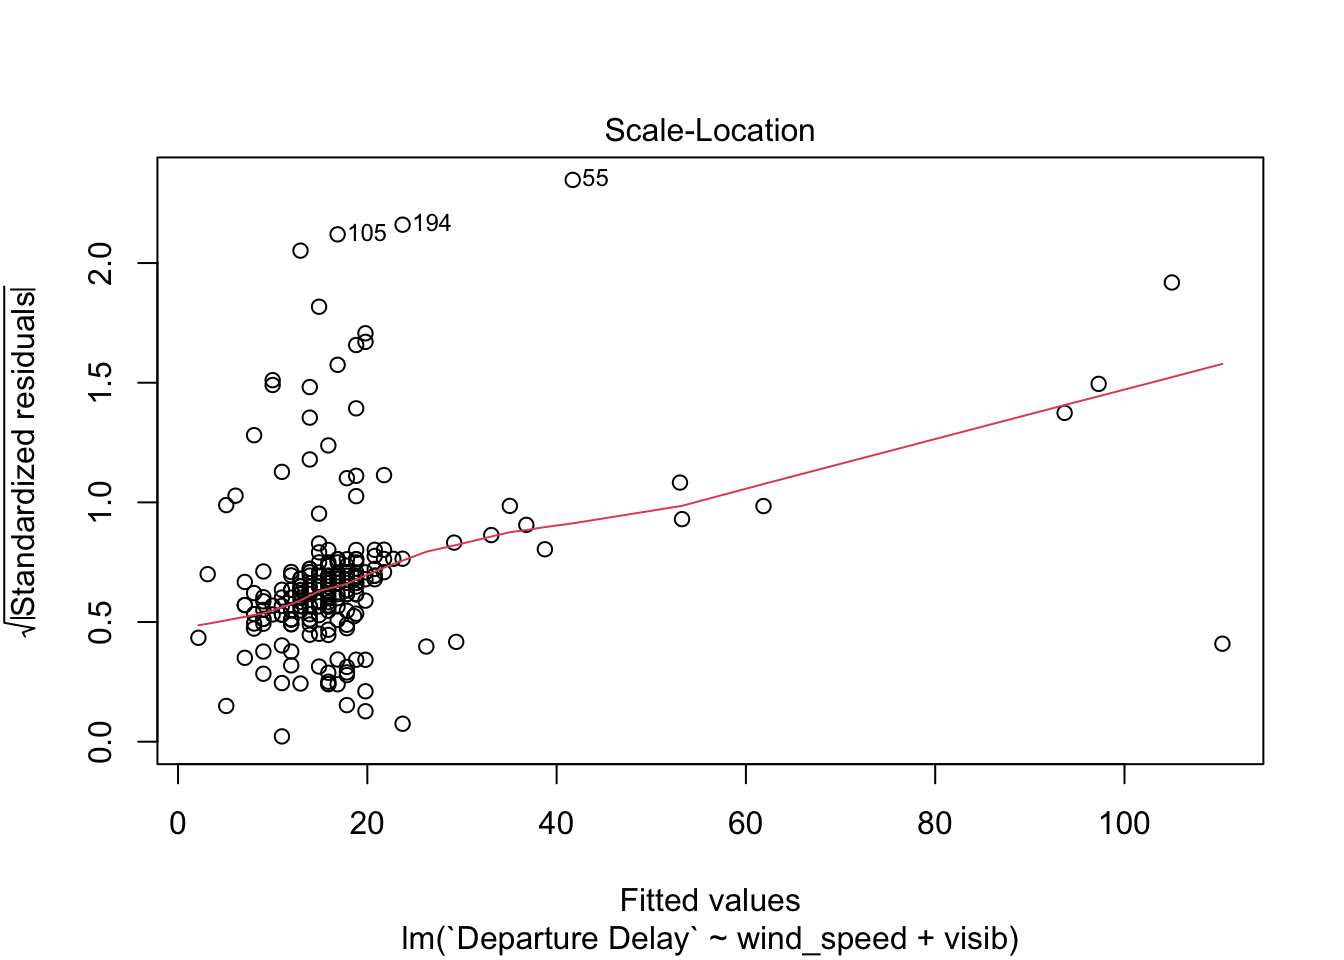 Scale-Location
55
194
105
√|Standardized residuals|
2.0
1.5
1.0
0.5
0.0
0 20 40 60 80 100
Fitted values
lm(`Departure Delay` ~ wind_speed + visib)